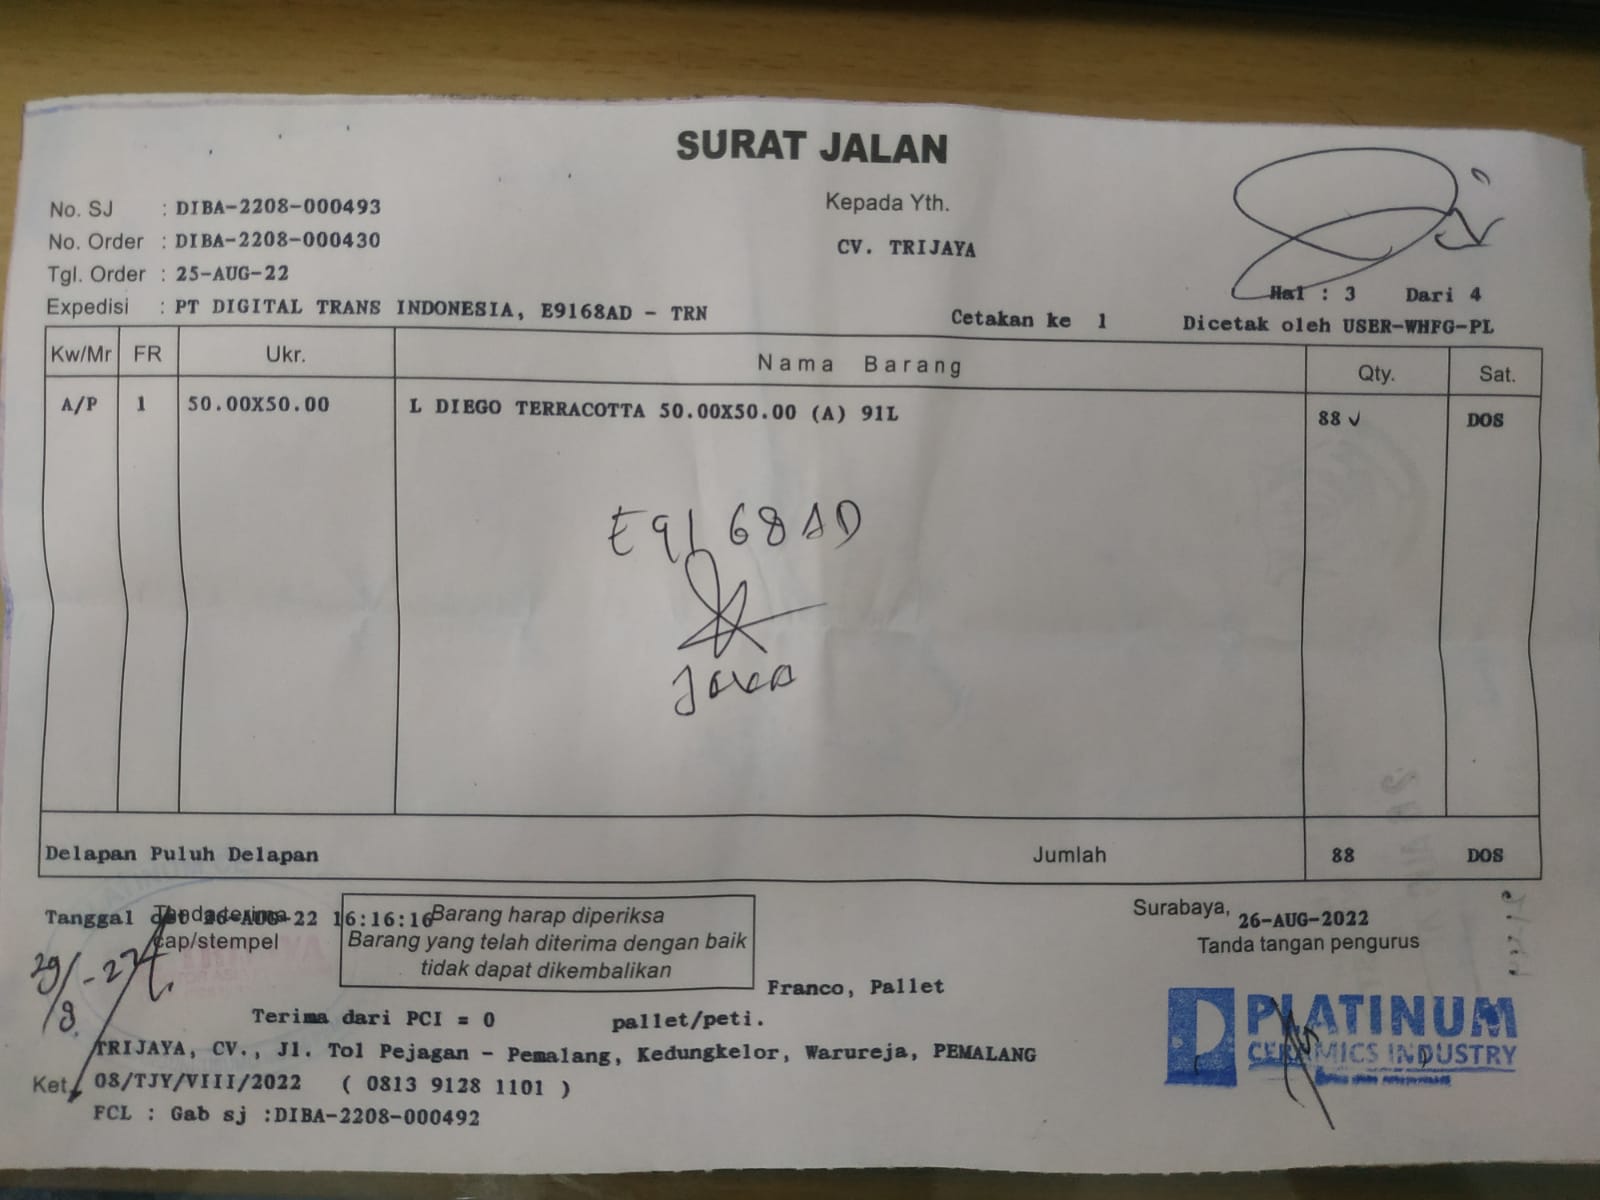 SURAT JALAN
No. SJ : DIBA-2208-000493
No. Order : DIBA-2208-000430
Tgl. Order : 25-AUG-22
Expedisi : PT DIGITAL TRANS INDONESIA, E9168AD - TRN
Kepada Yth.
CV. TRIJAYA
Hal : 3 Dari 4
Cetakan ke 1 Dicetak oleh USER-WHFG-PL
Kw/Mr FR Ukr. Nama Barang Qty. Sat.
A/P 1 50.00X50.00 L DIEGO TERRACOTTA 50.00X50.00 (A) 91L 88 DOS
E9168AD
Delapan Puluh Delapan Jumlah 88 DOS
Tanggal 26-AUG-22 16:16:16
Tanda terima
cap/stempel
Barang harap diperiksa
Barang yang telah diterima dengan baik
tidak dapat dikembalikan
Surabaya, 26-AUG-2022
Tanda tangan pengurus
Franco, Pallet
Terima dari PCI = 0 pallet/peti.
PLATINUM
CERAMICS INDUSTRY
TRIJAYA, CV., Jl. Tol Pejagan - Pemalang, Kedungkelor, Warureja, PEMALANG
Ket. 08/TJY/VIII/2022 ( 0813 9128 1101 )
FCL : Gab sj :DIBA-2208-000492